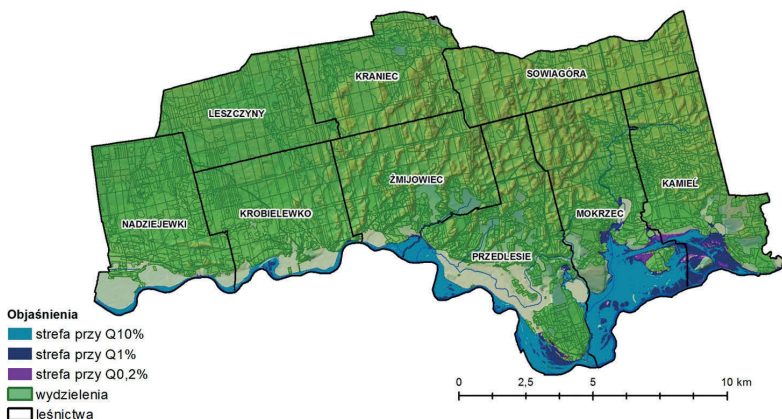 KRANIEC
SOWIAGÓRA
LESZCZYNY
ŻMIJOWIEC
KAMIEŃ
NADZIEJEWKI
KROBIELEWKO
MOKRZEC
PRZEDLESIE
Objaśnienia
strefa przy Q10%
strefa przy Q1%
strefa przy Q0,2%
wydzielenia
leśnictwa
0 2,5 5 10 km